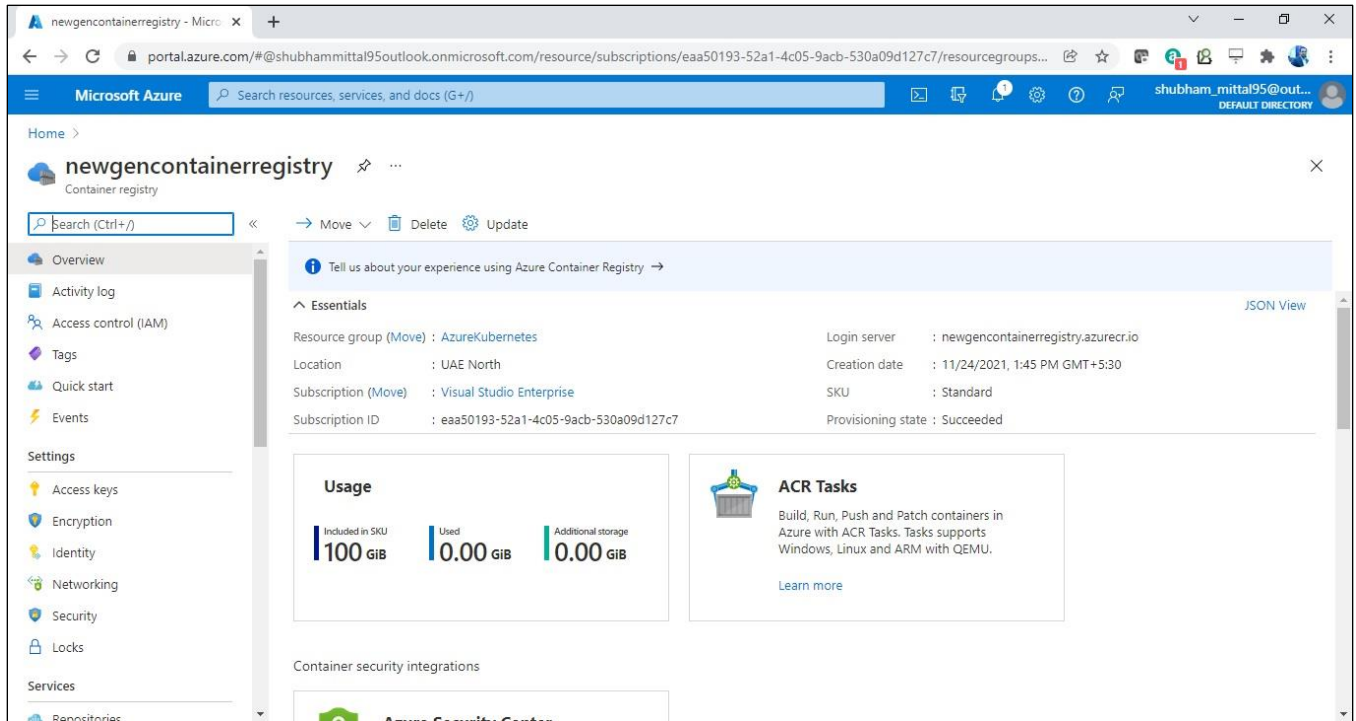 newgencontainerregistry - Micro
portal.azure.com/#@shubhammittal95outlook.onmicrosoft.com/resource/subscriptions/eaa50193-52a1-4c05-9acb-530a09d127c7/resourcegroups...
1
Microsoft Azure
Search resources, services, and docs (G+/)
1
shubham_mittal95@out...
DEFAULT DIRECTORY
Home >
newgencontainerregistry
Container registry
Search (Ctrl+/)
«
Move
Delete
Update
Overview
Activity log
Access control (IAM)
Tags
Quick start
Events
Settings
Access keys
Encryption
Identity
Networking
Security
Locks
Services
Repositories
Tell us about your experience using Azure Container Registry →
Essentials
JSON View
Resource group (Move) : AzureKubernetes
Location : UAE North
Subscription (Move) : Visual Studio Enterprise
Subscription ID : eaa50193-52a1-4c05-9acb-530a09d127c7
Login server : newgencontainerregistry.azurecr.io
Creation date : 11/24/2021, 1:45 PM GMT+5:30
SKU : Standard
Provisioning state : Succeeded
Usage
Included in SKU
100 GiB
Used
0.00 GiB
Additional storage
0.00 GiB
ACR Tasks
Build, Run, Push and Patch containers in
Azure with ACR Tasks. Tasks supports
Windows, Linux and ARM with QEMU.
Learn more
Container security integrations
Azure Security Center